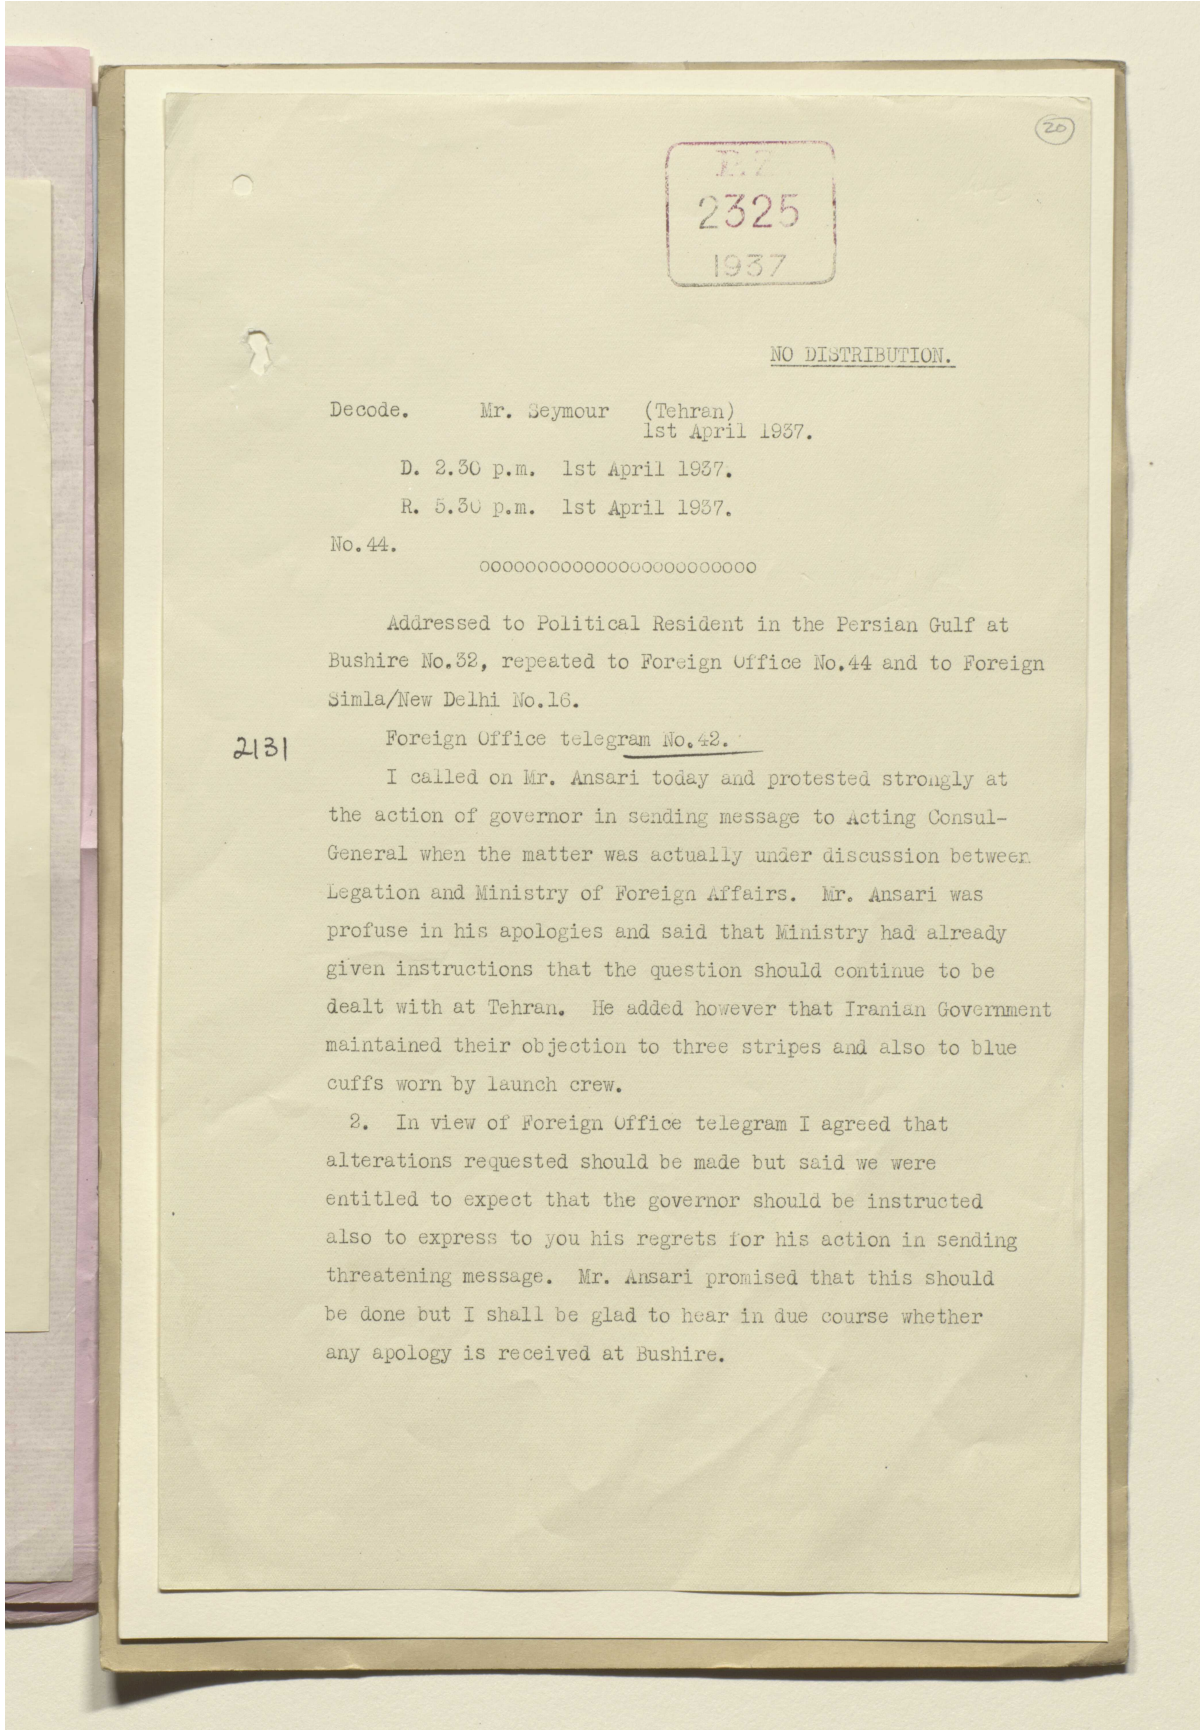 20
P.Z.
2325
1937
NO DISTRIBUTION.
Decode. Mr. Seymour (Tehran)
1st April 1937.
D. 2.30 p.m. 1st April 1937.
R. 5.30 p.m. 1st April 1937.
No.44.
oooooooooooooooooooooooo
Addressed to Political Resident in the Persian Gulf at
Bushire No.32, repeated to Foreign Office No.44 and to Foreign
Simla/New Delhi No.16.
2131 Foreign Office telegram No.42.
I called on Mr. Ansari today and protested strongly at
the action of governor in sending message to Acting Consul-
General when the matter was actually under discussion between
Legation and Ministry of Foreign Affairs. Mr. Ansari was
profuse in his apologies and said that Ministry had already
given instructions that the question should continue to be
dealt with at Tehran. He added however that Iranian Government
maintained their objection to three stripes and also to blue
cuffs worn by launch crew.
2. In view of Foreign Office telegram I agreed that
alterations requested should be made but said we were
entitled to expect that the governor should be instructed
also to express to you his regrets for his action in sending
threatening message. Mr. Ansari promised that this should
be done but I shall be glad to hear in due course whether
any apology is received at Bushire.